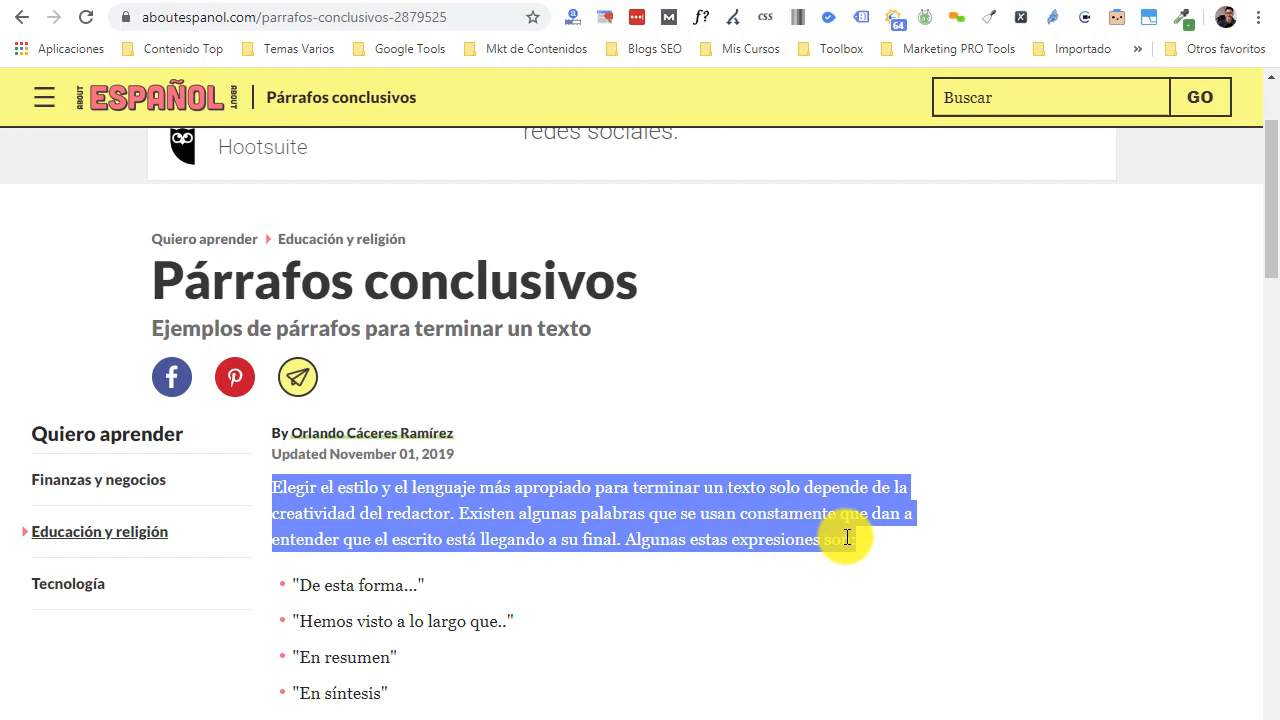 aboutespanol.com/parrafos-conclusivos-2879525
f?
css
64
Aplicaciones
Contenido Top
Temas Varios
Google Tools
Mkt de Contenidos
Blogs SEO
Mis Cursos
Toolbox
Marketing PRO Tools
Importado
»
Otros favoritos
ABOUT ESPAÑOL ABOUT
Párrafos conclusivos
Buscar
GO
redes sociales.
Hootsuite
Quiero aprender
Educación y religión
Párrafos conclusivos
Ejemplos de párrafos para terminar un texto
Quiero aprender
Finanzas y negocios
Educación y religión
Tecnología
By Orlando Cáceres Ramírez
Updated November 01, 2019
Elegir el estilo y el lenguaje más apropiado para terminar un texto solo depende de la
creatividad del redactor. Existen algunas palabras que se usan constamente que dan a
entender que el escrito está llegando a su final. Algunas estas expresiones son:
• "De esta forma..."
• "Hemos visto a lo largo que.."
• "En resumen"
• "En síntesis"